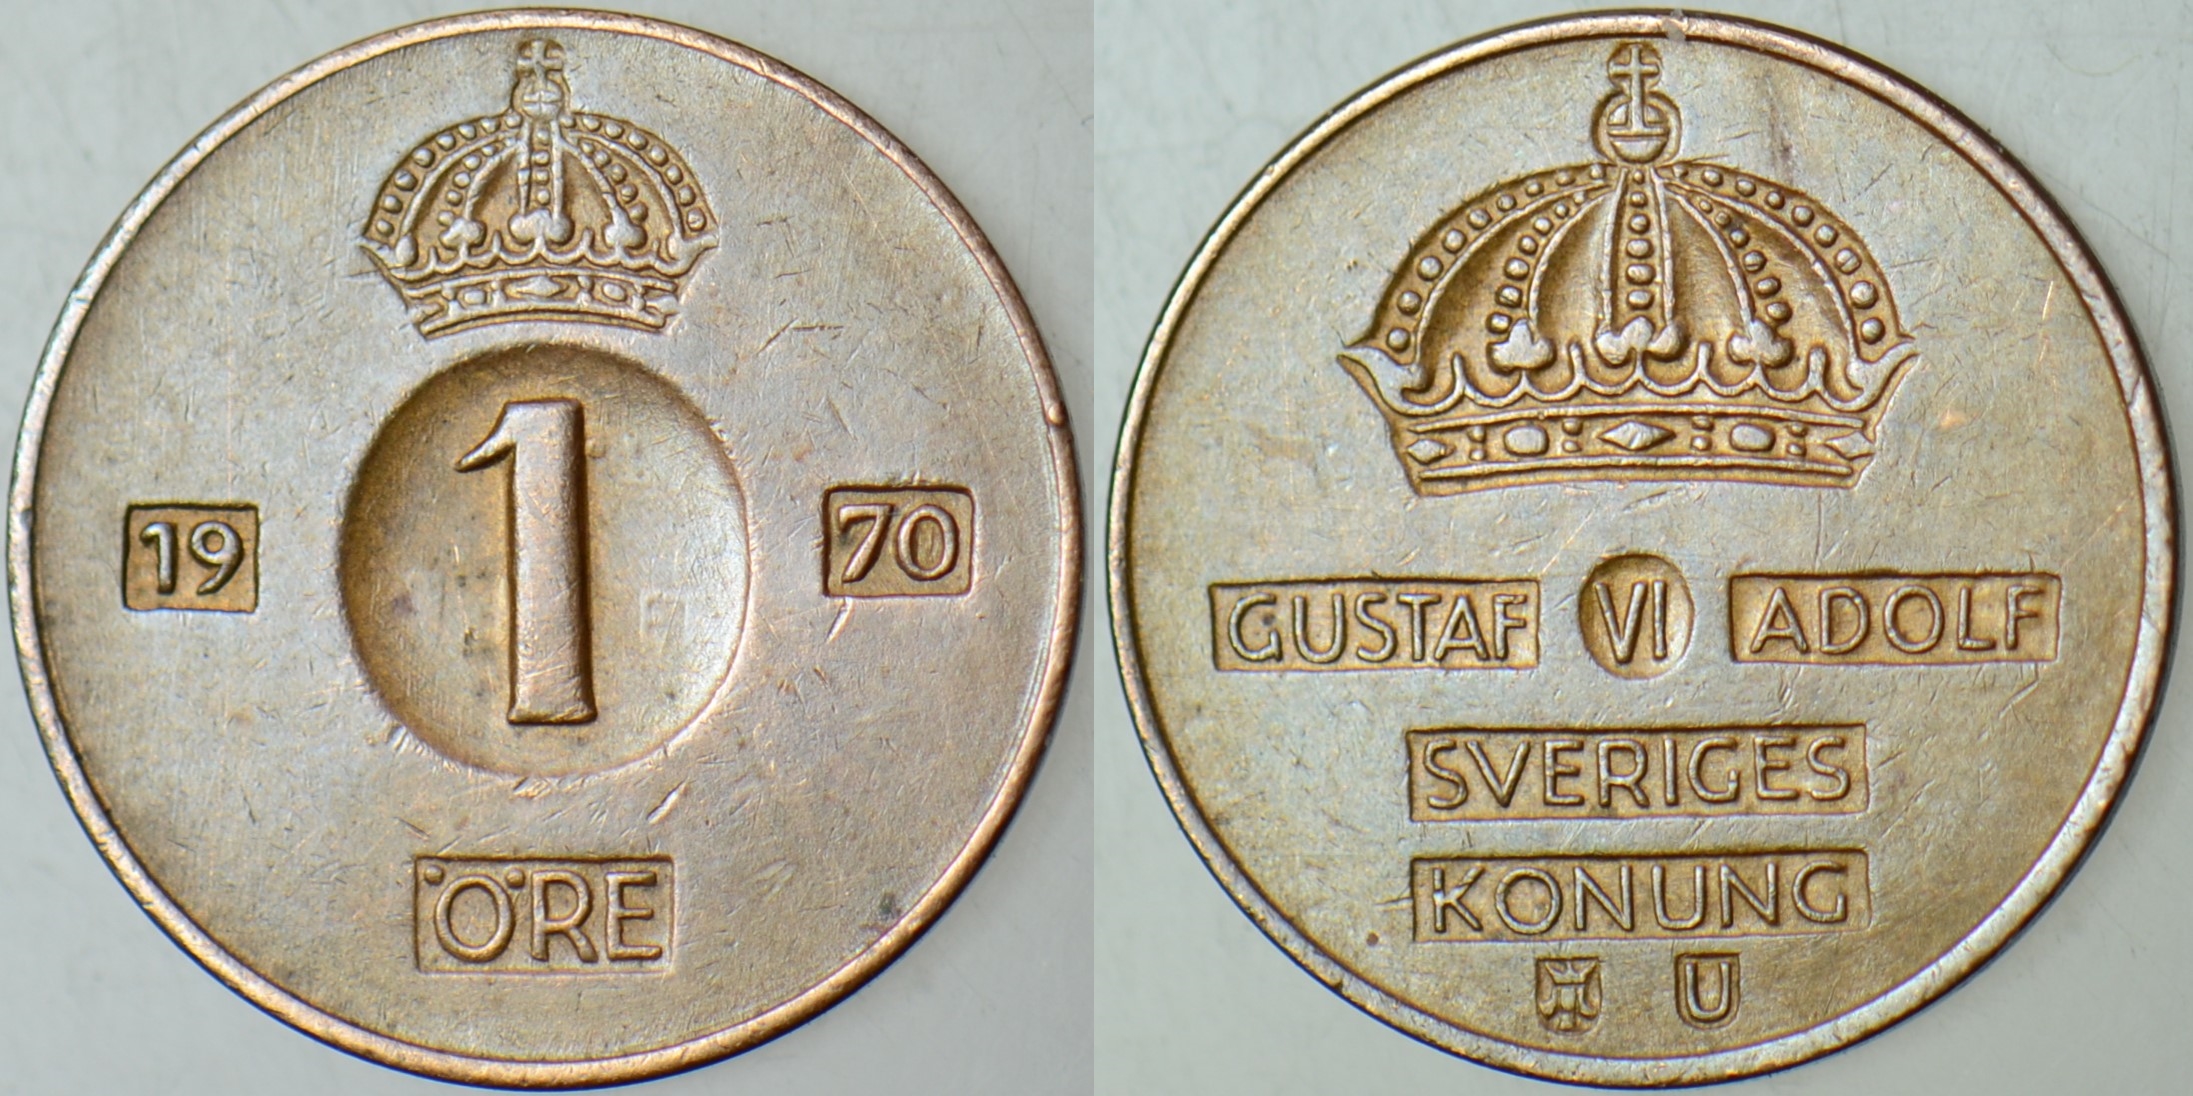 19 1 70
ÖRE
GUSTAF VI ADOLF
SVERIGES
KONUNG
U